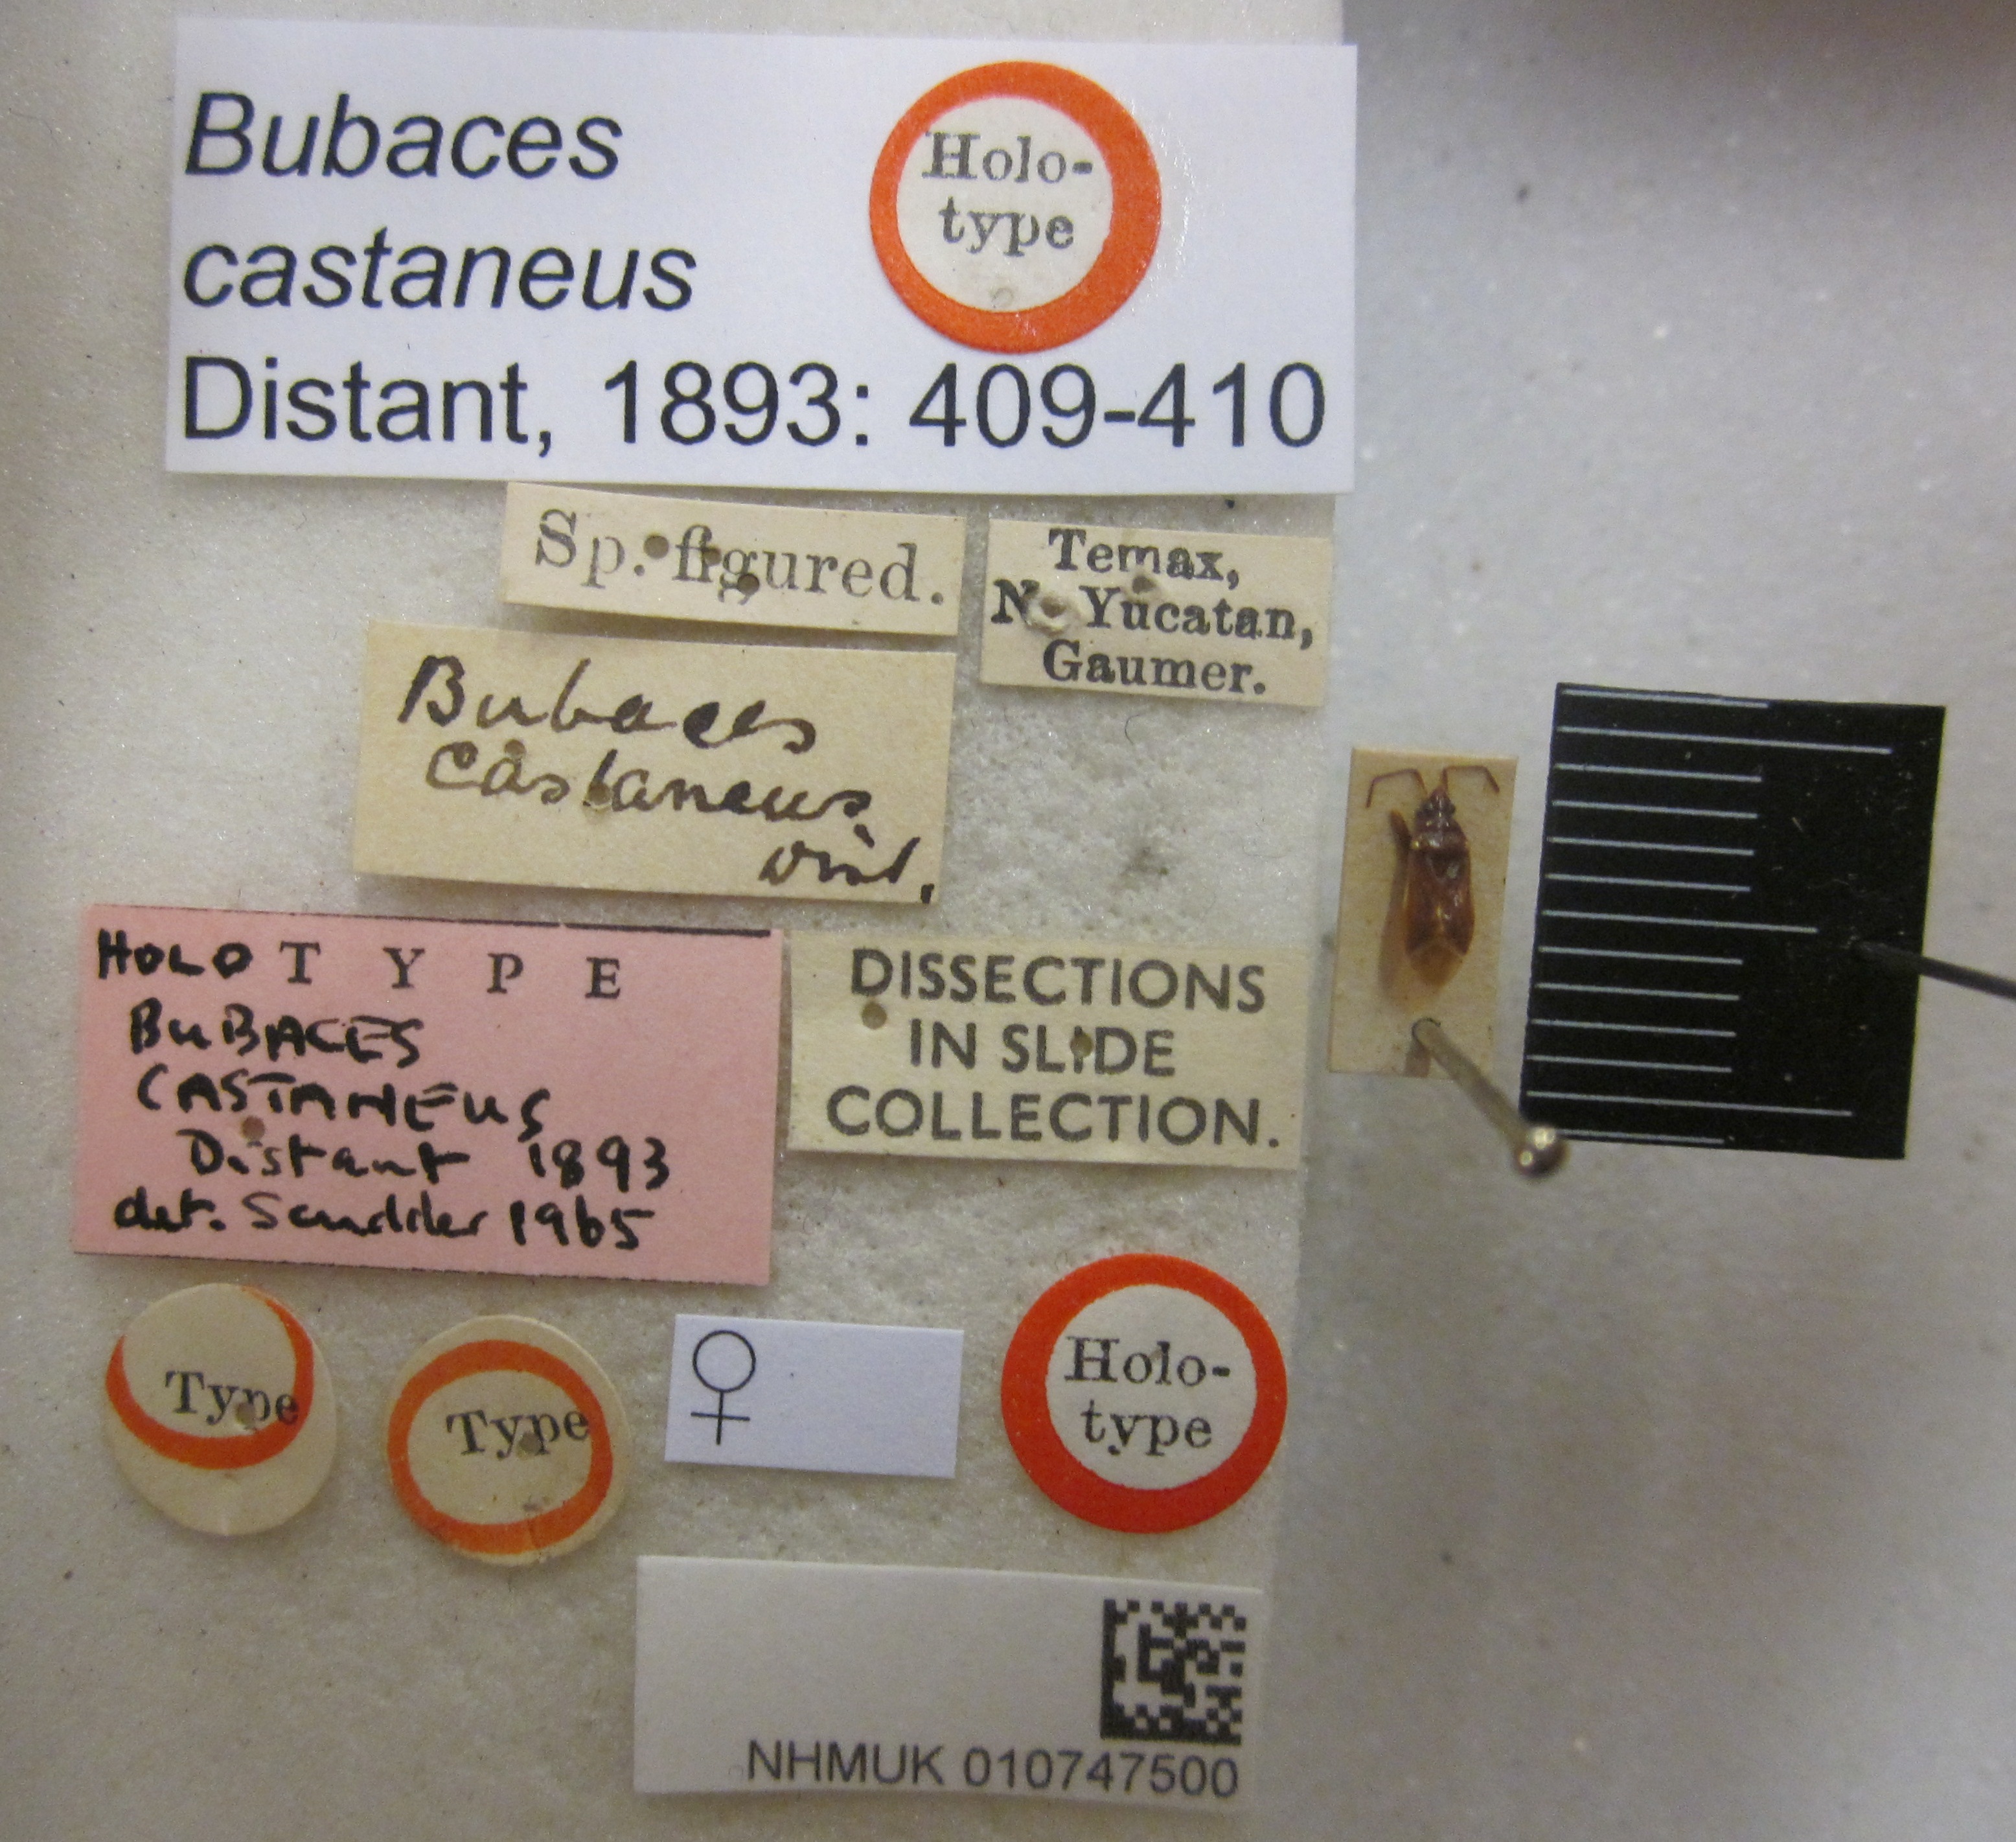 Bubaces
castaneus
Distant, 1893: 409-410
Holo-
type
Sp. figured.
Temax,
N. Yucatan,
Gaumer.
Bubaces
castaneus
Dist.
HOLOTYPE
BUBACES
CASTANEUS
Distant 1893
det. Scudder 1965
DISSECTIONS
IN SLIDE
COLLECTION.
Type
Type
♀
Holo-
type
NHMUK 010747500